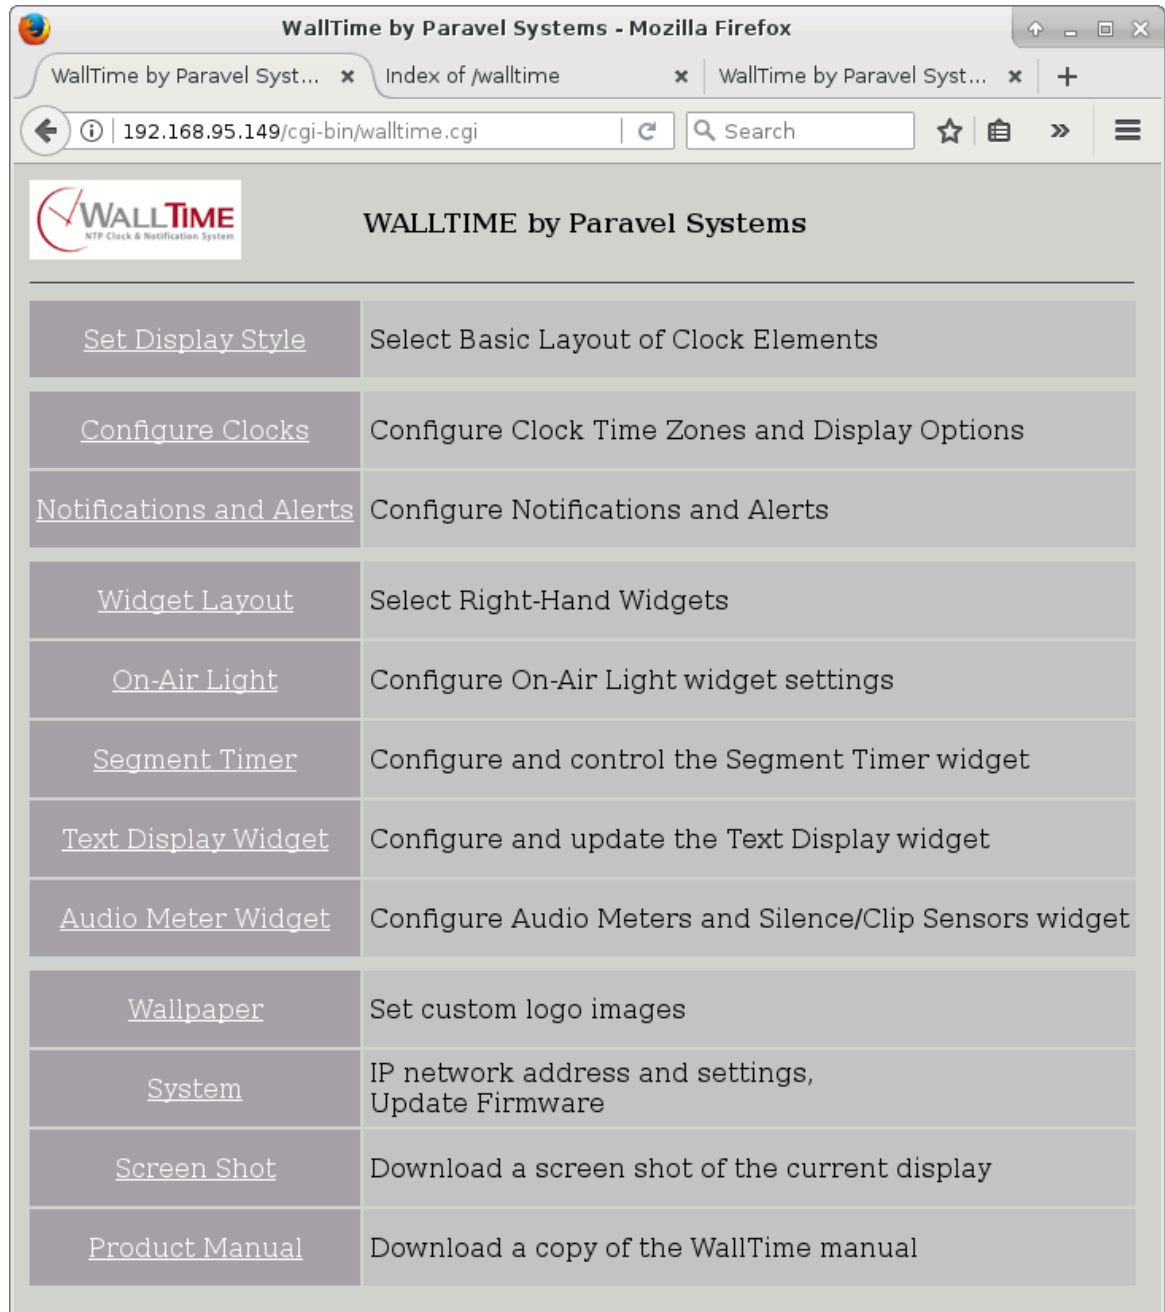 WallTime by Paravel Systems - Mozilla Firefox
WallTime by Paravel Syst...
Index of /walltime
WallTime by Paravel Syst...
192.168.95.149/cgi-bin/walltime.cgi
Search
WALLTIME
NTP Clock & Notification System
WALLTIME by Paravel Systems
Set Display Style
Select Basic Layout of Clock Elements
Configure Clocks
Configure Clock Time Zones and Display Options
Notifications and Alerts
Configure Notifications and Alerts
Widget Layout
Select Right-Hand Widgets
On-Air Light
Configure On-Air Light widget settings
Segment Timer
Configure and control the Segment Timer widget
Text Display Widget
Configure and update the Text Display widget
Audio Meter Widget
Configure Audio Meters and Silence/Clip Sensors widget
Wallpaper
Set custom logo images
System
IP network address and settings,
Update Firmware
Screen Shot
Download a screen shot of the current display
Product Manual
Download a copy of the WallTime manual